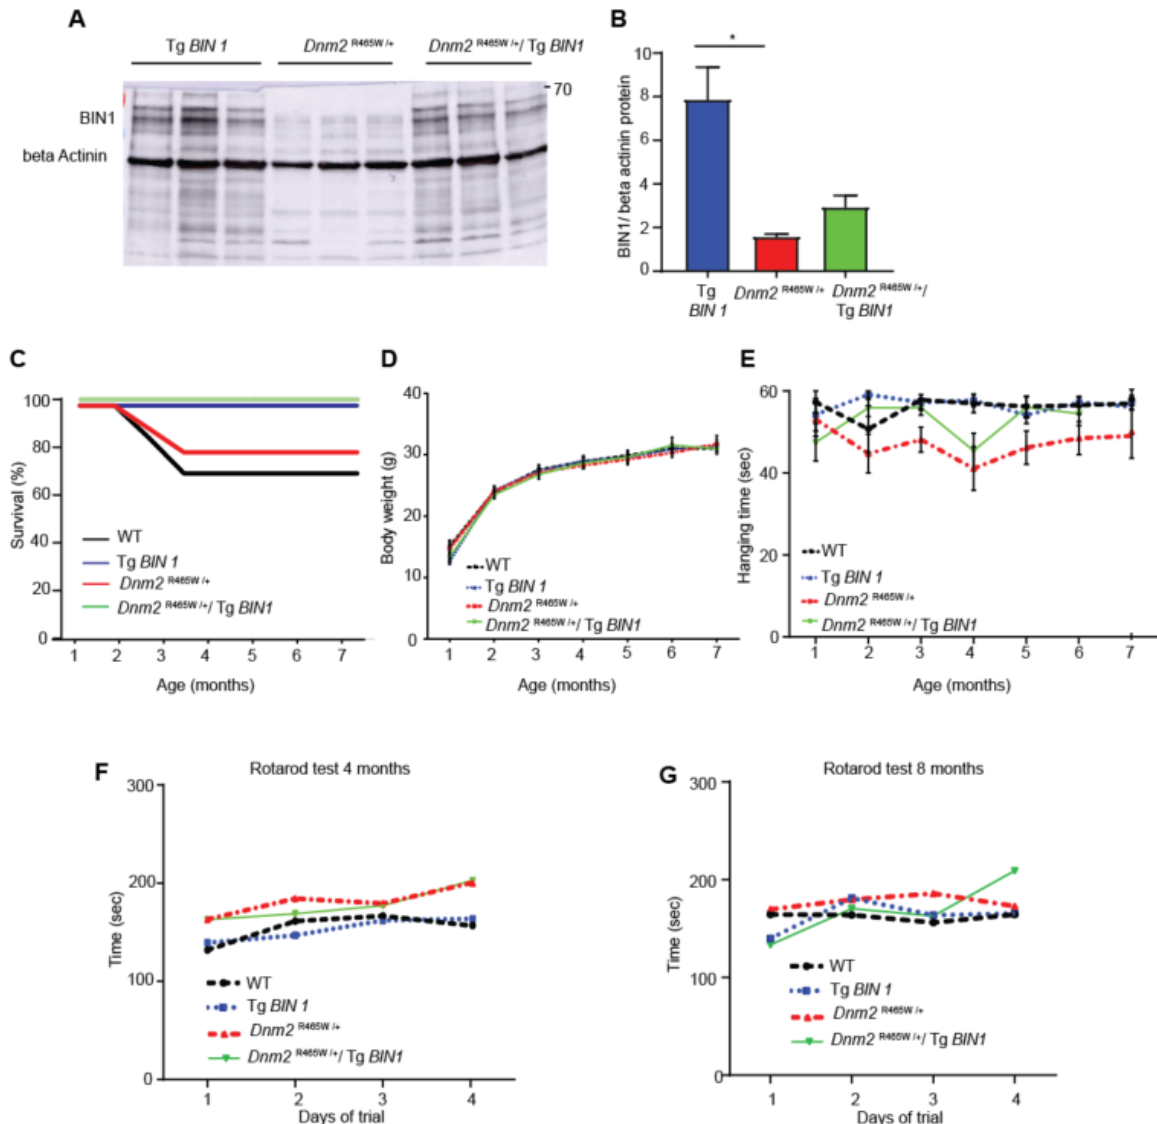 A
Tg BIN 1
Dnm2 R465W /+
Dnm2 R465W /+/ Tg BIN1
70
BIN1
beta Actinin
B
*
BIN1/ beta actinin protein
10
8
6
4
2
0
Tg
BIN 1
Dnm2 R465W /+
Dnm2 R465W /+/
Tg BIN1
C
Survival (%)
100
80
60
40
20
0
WT
Tg BIN 1
Dnm2 R465W /+
Dnm2 R465W /+/ Tg BIN1
1 2 3 4 5 6 7
Age (months)
D
Body weight (g)
40
30
20
10
0
WT
Tg BIN 1
Dnm2 R465W /+
Dnm2 R465W /+/ Tg BIN1
1 2 3 4 5 6 7
Age (months)
E
Hanging time (sec)
60
40
20
0
WT
Tg BIN 1
Dnm2 R465W /+
Dnm2 R465W /+/ Tg BIN1
1 2 3 4 5 6 7
Age (months)
F
Rotarod test 4 months
Time (sec)
300
200
100
0
WT
Tg BIN 1
Dnm2 R465W /+
Dnm2 R465W /+/ Tg BIN1
1 2 3 4
Days of trial
G
Rotarod test 8 months
Time (sec)
300
200
100
0
WT
Tg BIN 1
Dnm2 R465W /+
Dnm2 R465W /+/ Tg BIN1
1 2 3 4
Days of trial